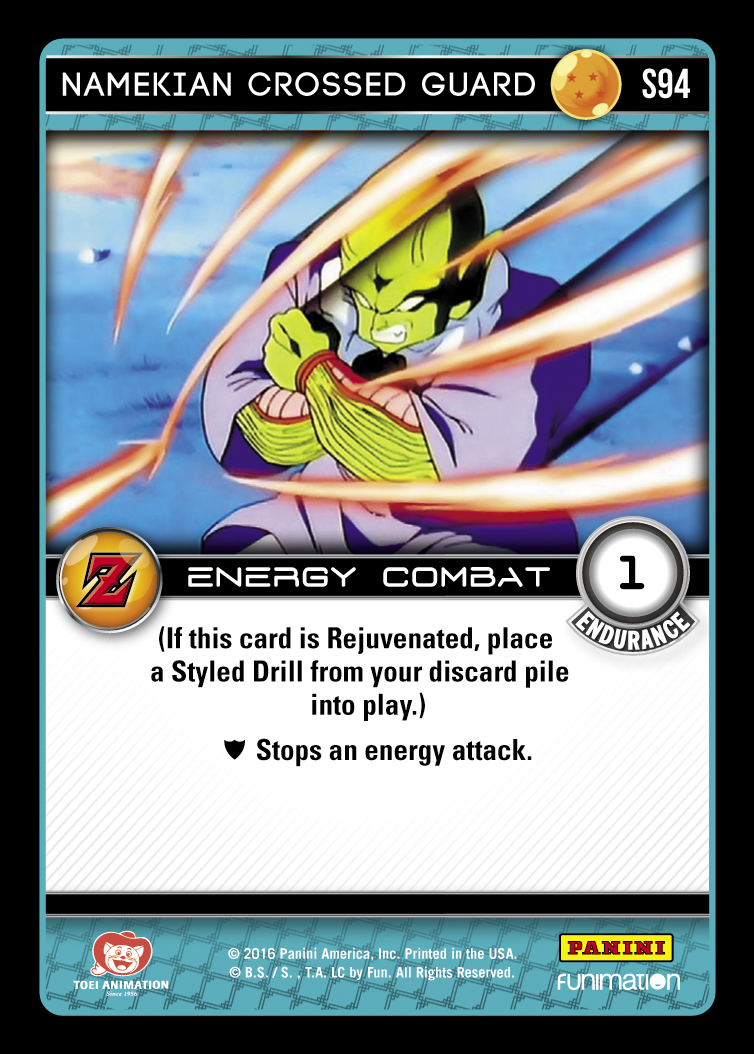 NAMEKIAN CROSSED GUARD S94
Z ENERGY COMBAT 1
ENDURANCE
(If this card is Rejuvenated, place
a Styled Drill from your discard pile
into play.)
Stops an energy attack.
TOEI ANIMATION
Since 1956
© 2016 Panini America, Inc. Printed in the USA.
© B.S. / S. , T.A. LC by Fun. All Rights Reserved.
PANINI
FUNIMATION